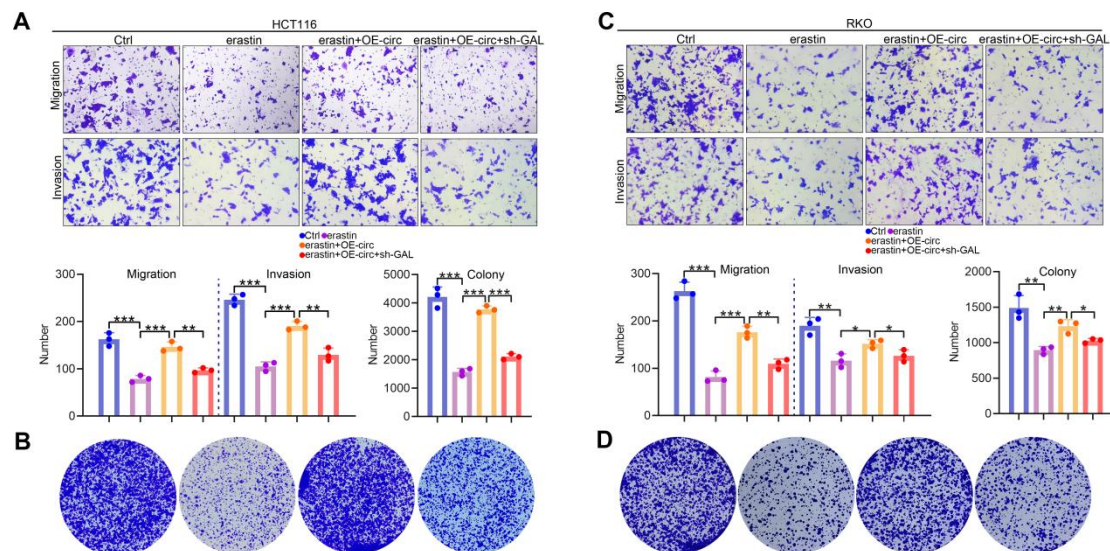 A
HCT116
Ctrl erastin erastin+OE-circ erastin+OE-circ+sh-GAL
Migration
Invasion
Ctrl erastin
erastin+OE-circ
erastin+OE-circ+sh-GAL
Number
300
200
100
0
Migration
*** *** **
Invasion
*** *** **
Number
5000
4000
3000
2000
1000
0
Colony
*** *** ***
B
C
RKO
Ctrl erastin erastin+OE-circ erastin+OE-circ+sh-GAL
Migration
Invasion
Ctrl erastin
erastin+OE-circ
erastin+OE-circ+sh-GAL
Number
300
200
100
0
Migration
*** *** **
Invasion
** * *
Number
2000
1500
1000
500
0
Colony
** ** *
D